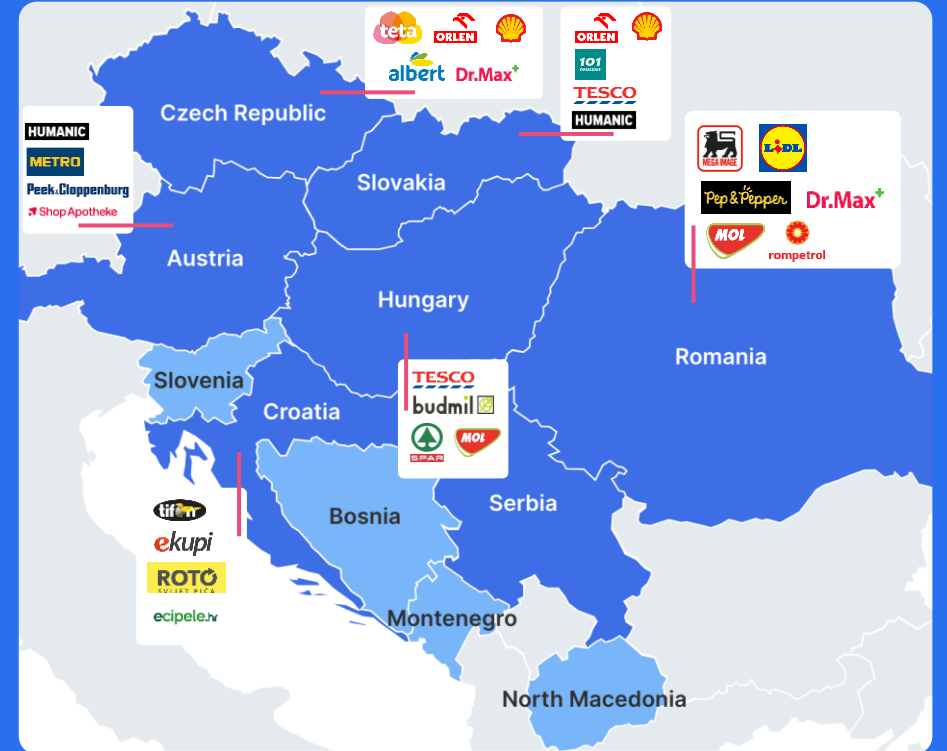 teta ORLEN
albert Dr.Max+
ORLEN
101
DROGERIE
TESCO
HUMANIC
Czech Republic
HUMANIC
METRO
Peek&Cloppenburg
Shop Apotheke
MEGA IMAGE
LIDL
Pep&Pepper Dr.Max+
MOL rompetrol
Slovakia
Austria
Hungary
Romania
TESCO
budmil
SPAR MOL
Slovenia
Croatia
Serbia
Bosnia
tifon
ekupi
ROTO
SVIJET PIĆA
ecipele.hr
Montenegro
North Macedonia